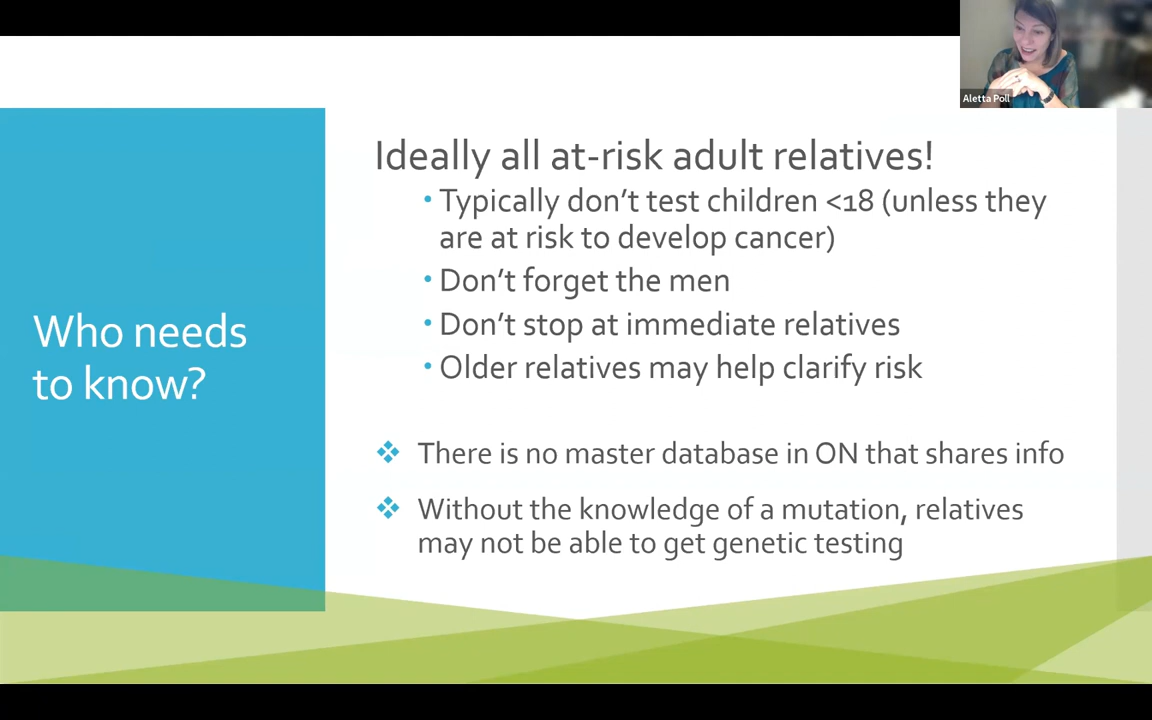 Aletta Poll
Who needs
to know?
Ideally all at-risk adult relatives!
• Typically don’t test children <18 (unless they
are at risk to develop cancer)
• Don’t forget the men
• Don’t stop at immediate relatives
• Older relatives may help clarify risk
❖ There is no master database in ON that shares info
❖ Without the knowledge of a mutation, relatives
may not be able to get genetic testing